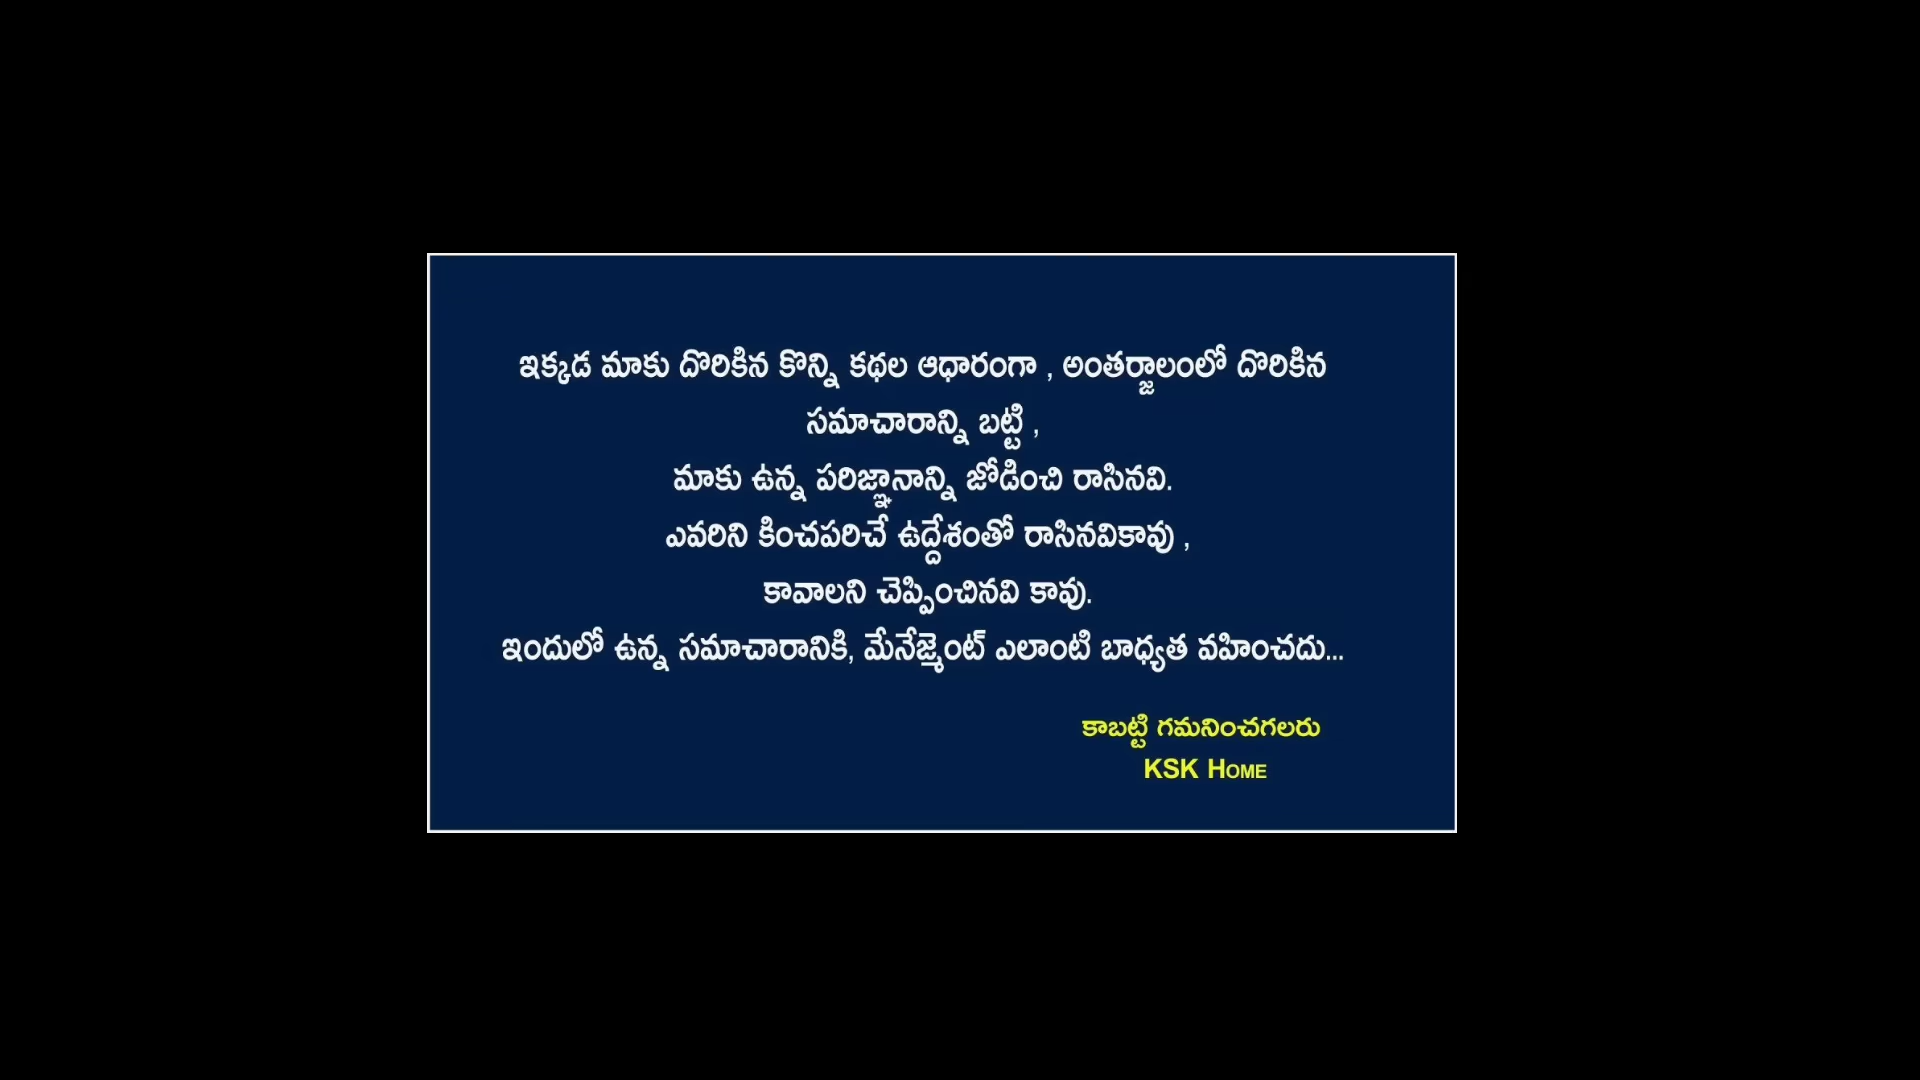 ఇక్కడ మాకు దొరికిన కొన్ని కథల ఆధారంగా , అంతర్జాలంలో దొరికిన
సమాచారాన్ని బట్టి ,
మాకు ఉన్న పరిజ్ఞానాన్ని జోడించి రాసినవి.
ఎవరిని కించపరిచే ఉద్దేశంతో రాసినవికావు ,
కావాలని చెప్పించినవి కావు.
ఇందులో ఉన్న సమాచారానికి, మేనేజ్మెంట్ ఎలాంటి బాధ్యత వహించదు...
కాబట్టి గమనించగలరు
KSK HOME